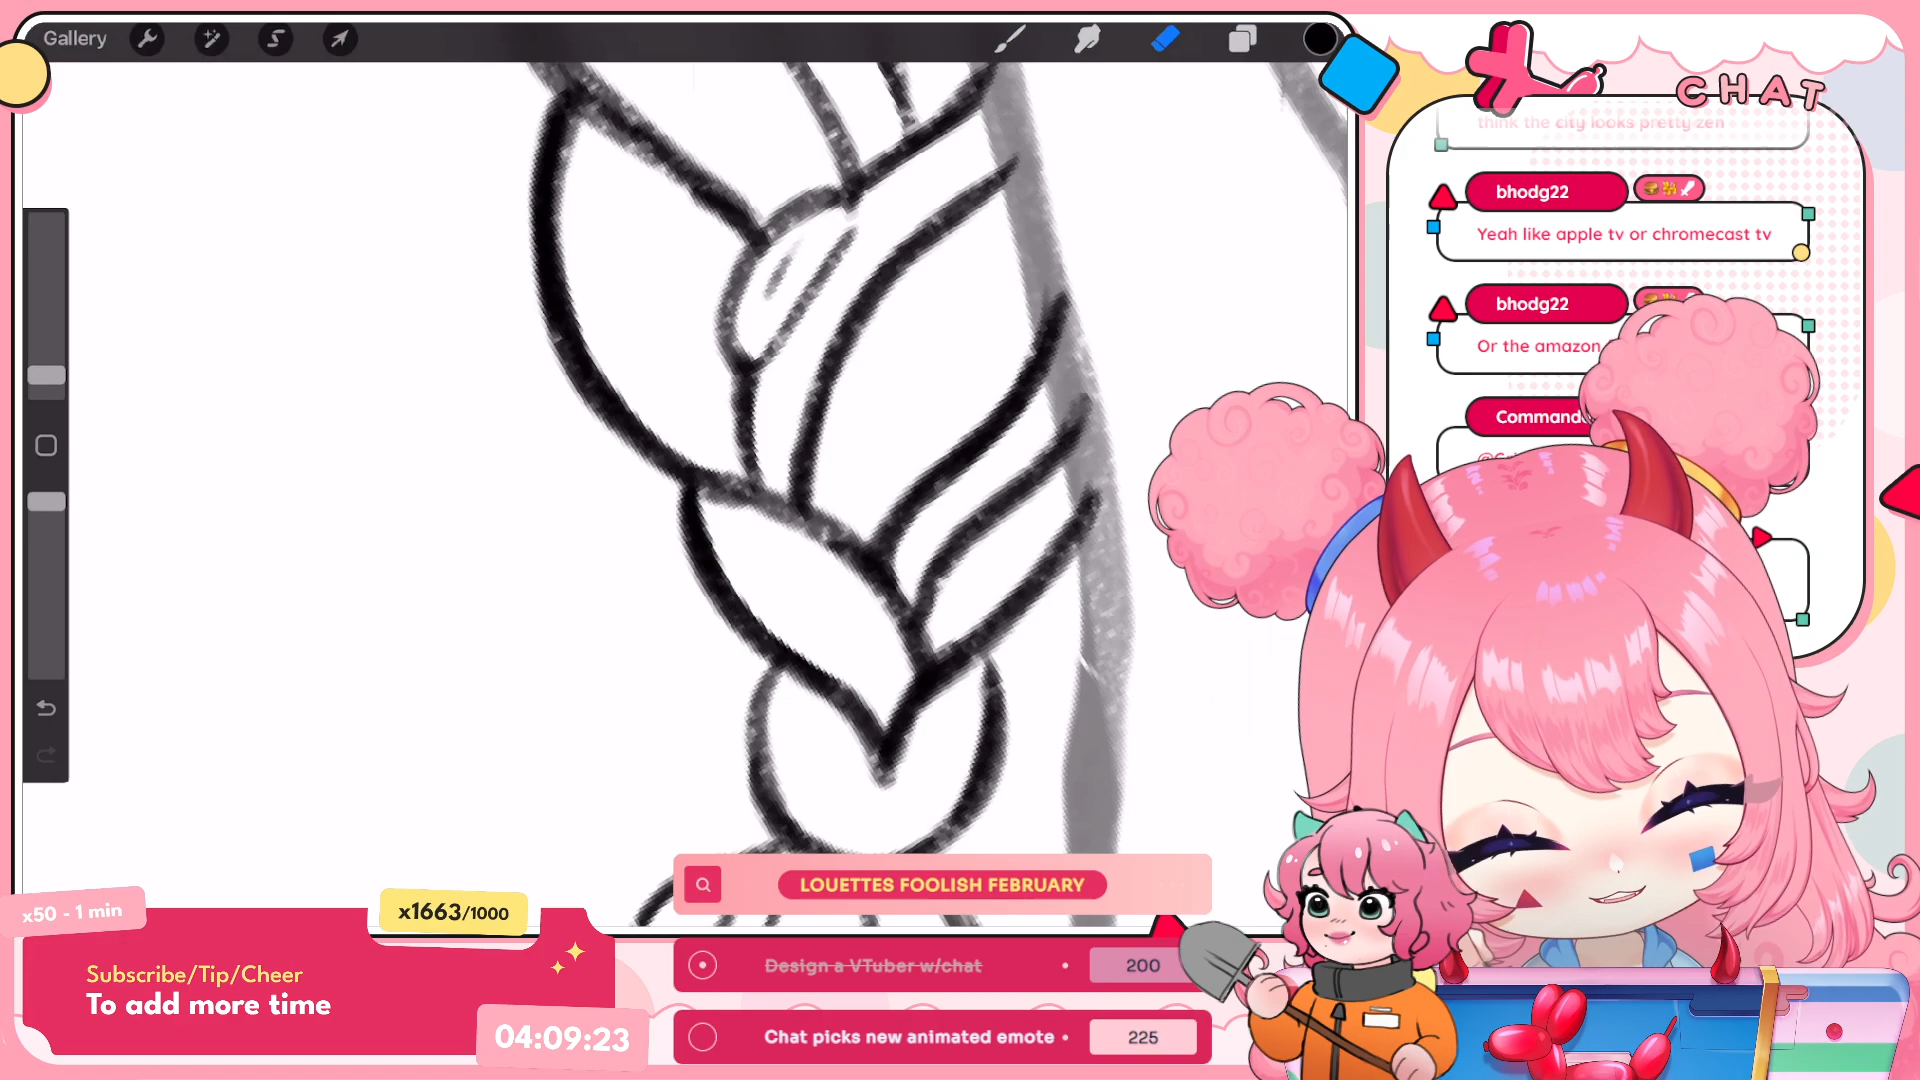 Gallery
CHAT
think the city looks pretty zen
bhodg22
Yeah like apple tv or chromecast tv
bhodg22
Or the amazon
Command
LOUETTES FOOLISH FEBRUARY
x50 - 1 min
x1663/1000
Subscribe/Tip/Cheer
To add more time
04:09:23
Design a VTuber w/chat • 200
Chat picks new animated emote • 225